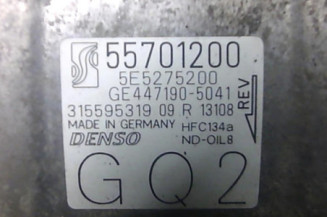 55701200
5E5275200
GE447190-5041
315595319 09 R 13108
MADE IN GERMANY HFC134a
DENSO ND-OIL8
REV
GQ2